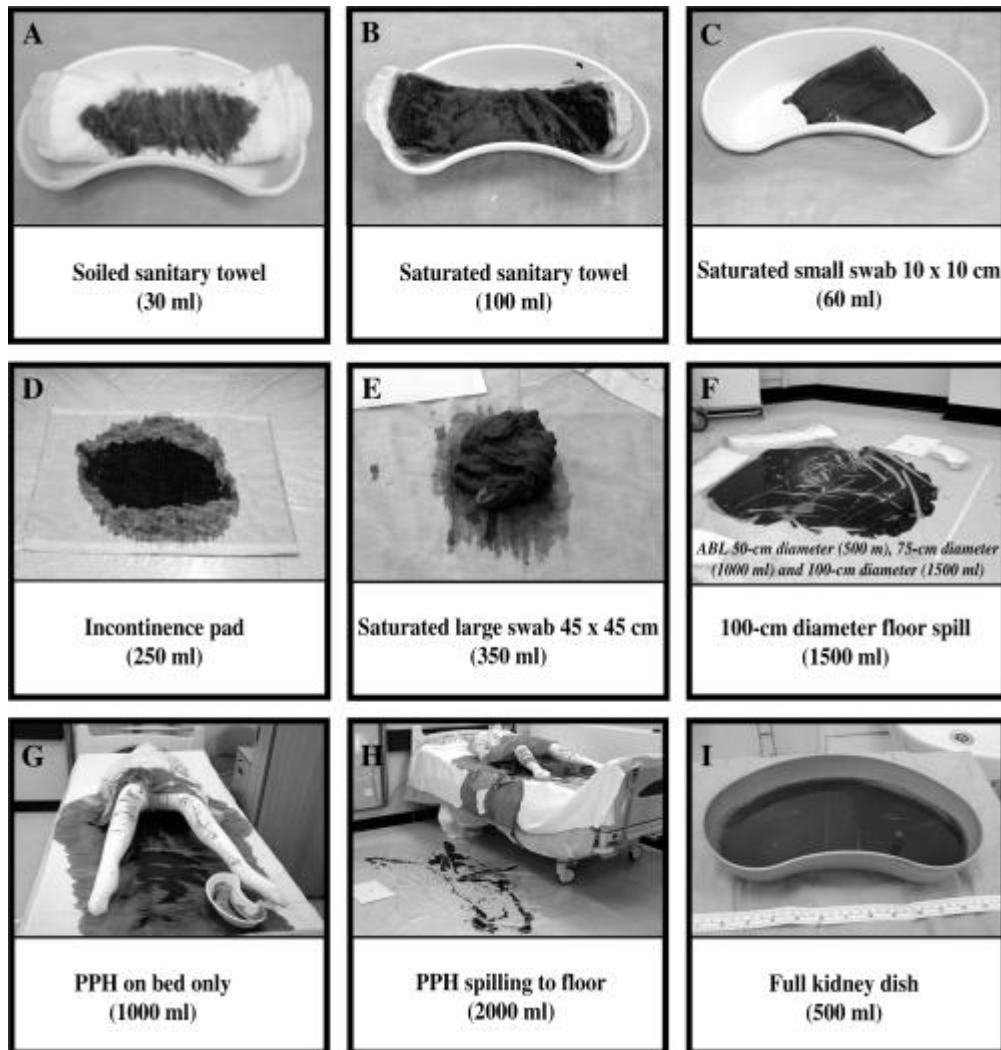 A
Soiled sanitary towel
(30 ml)
B
Saturated sanitary towel
(100 ml)
C
Saturated small swab 10 x 10 cm
(60 ml)
D
Incontinence pad
(250 ml)
E
Saturated large swab 45 x 45 cm
(350 ml)
F
ABL 50-cm diameter (500 m), 75-cm diameter
(1000 ml) and 100-cm diameter (1500 ml)
100-cm diameter floor spill
(1500 ml)
G
PPH on bed only
(1000 ml)
H
PPH spilling to floor
(2000 ml)
I
Full kidney dish
(500 ml)